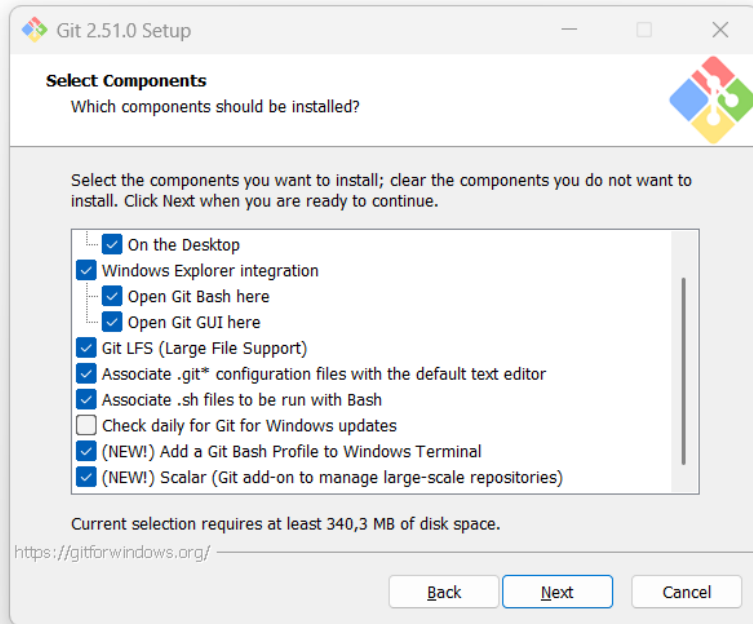 Git 2.51.0 Setup
Select Components
Which components should be installed?
Select the components you want to install; clear the components you do not want to
install. Click Next when you are ready to continue.
On the Desktop
Windows Explorer integration
Open Git Bash here
Open Git GUI here
Git LFS (Large File Support)
Associate .git* configuration files with the default text editor
Associate .sh files to be run with Bash
Check daily for Git for Windows updates
(NEW!) Add a Git Bash Profile to Windows Terminal
(NEW!) Scalar (Git add-on to manage large-scale repositories)
Current selection requires at least 340,3 MB of disk space.
https://gitforwindows.org/
Back
Next
Cancel